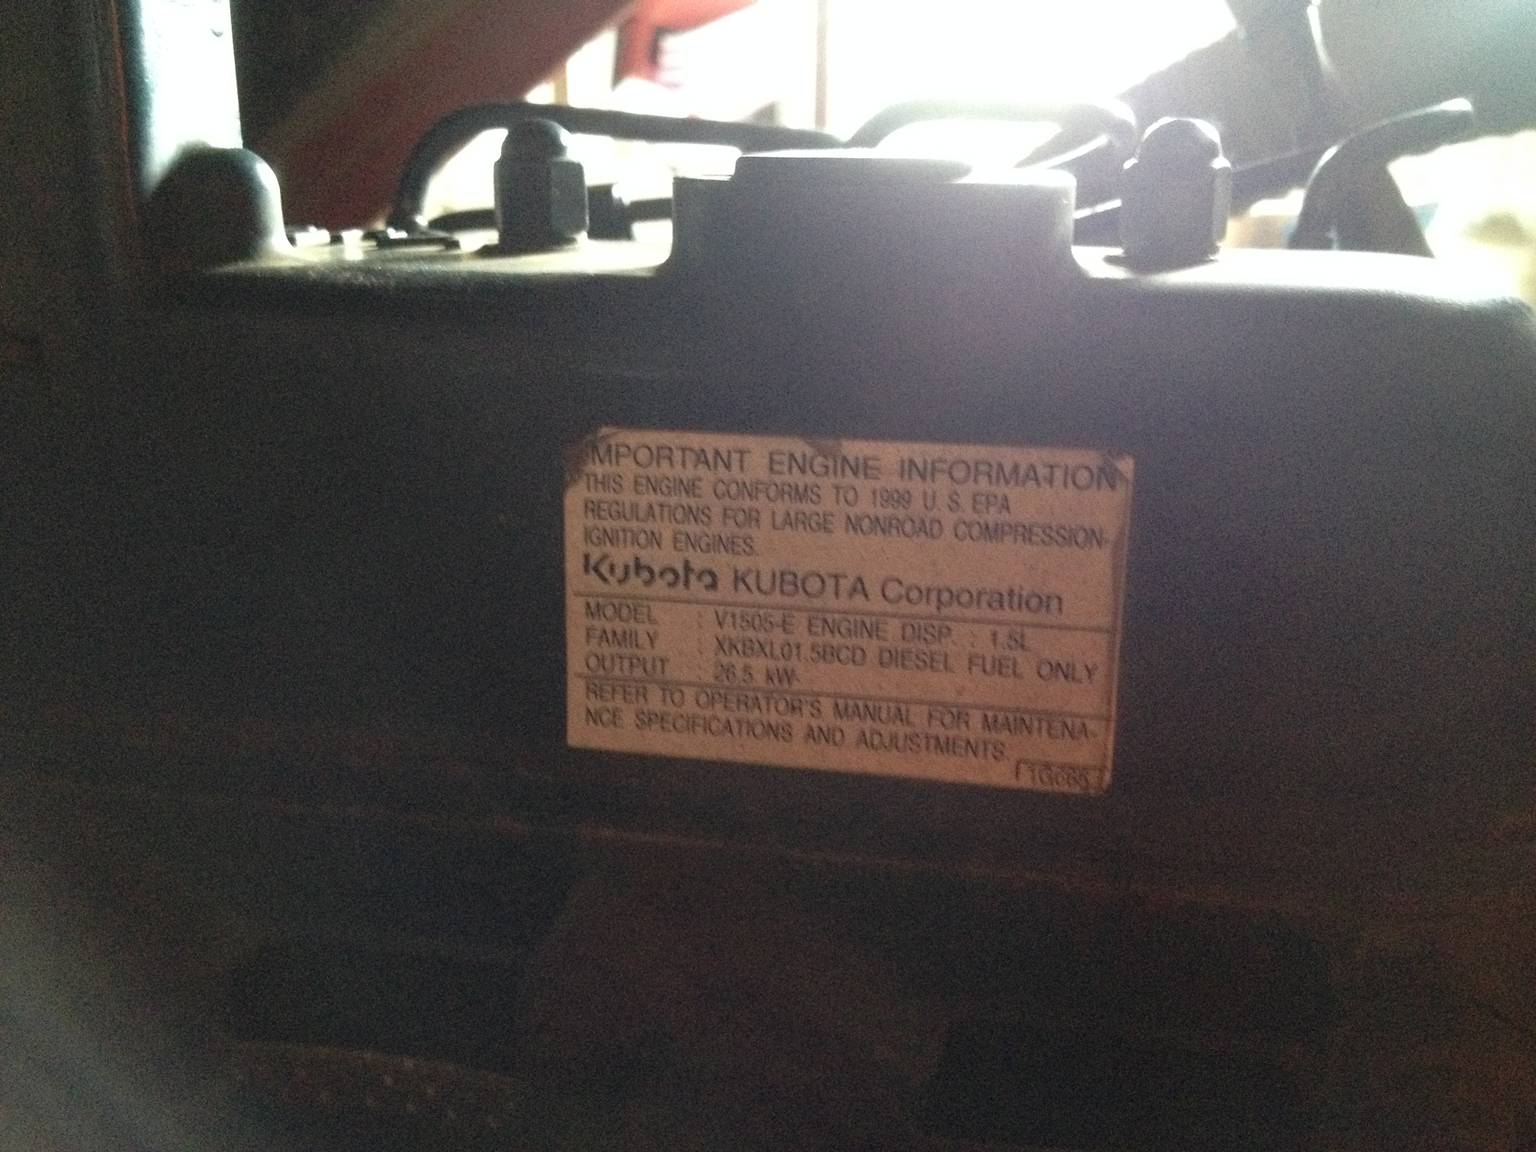 IMPORTANT ENGINE INFORMATION
THIS ENGINE CONFORMS TO 1999 U.S. EPA
REGULATIONS FOR LARGE NONROAD COMPRESSION-
IGNITION ENGINES.
Kubota KUBOTA Corporation
MODEL : V1505-E ENGINE DISP. : 1.5L
FAMILY : XKBXL01.5BCD DIESEL FUEL ONLY
OUTPUT : 26.5 kW
REFER TO OPERATOR'S MANUAL FOR MAINTENA-
NCE SPECIFICATIONS AND ADJUSTMENTS.